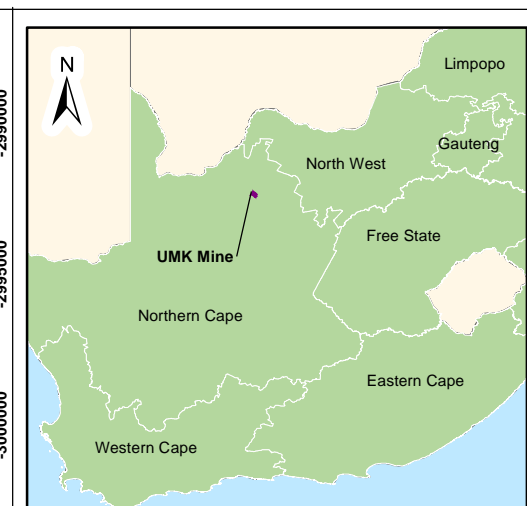 N
Limpopo
Gauteng
North West
Free State
UMK Mine
Northern Cape
Eastern Cape
Western Cape
-2990000
-2995000
-3000000